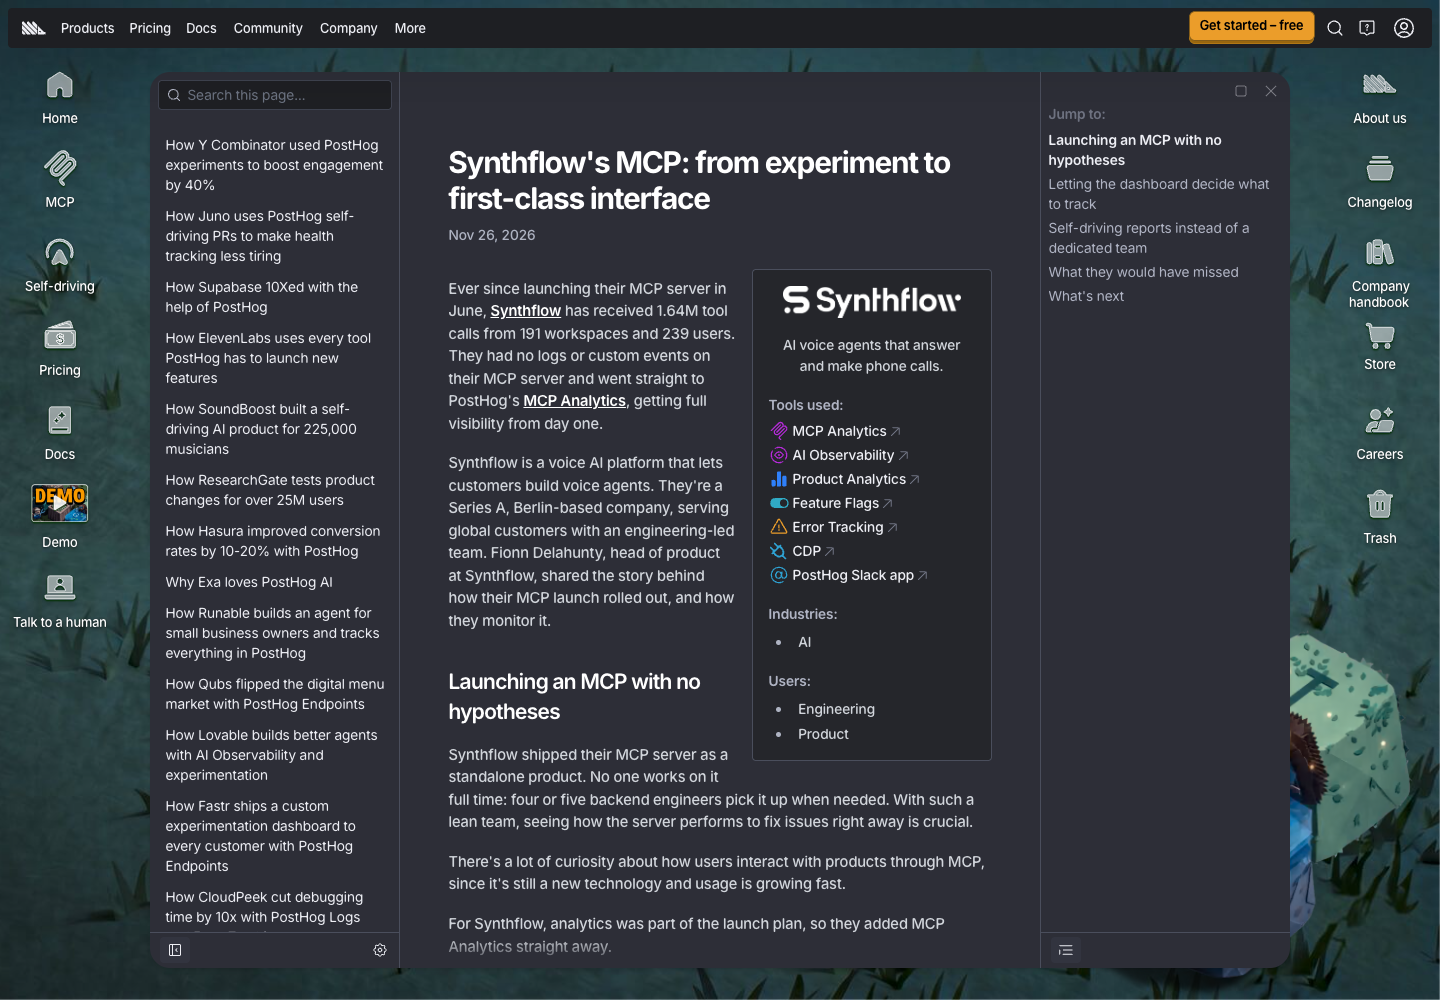 Products Pricing Docs Community Company More
Get started – free
Home
MCP
Self-driving
Pricing
Docs
DEMO
Demo
Talk to a human
Search this page...
How Y Combinator used PostHog
experiments to boost engagement
by 40%
How Juno uses PostHog self-
driving PRs to make health
tracking less tiring
How Supabase 10Xed with the
help of PostHog
How ElevenLabs uses every tool
PostHog has to launch new
features
How SoundBoost built a self-
driving AI product for 225,000
musicians
How ResearchGate tests product
changes for over 25M users
How Hasura improved conversion
rates by 10-20% with PostHog
Why Exa loves PostHog AI
How Runable builds an agent for
small business owners and tracks
everything in PostHog
How Qubs flipped the digital menu
market with PostHog Endpoints
How Lovable builds better agents
with AI Observability and
experimentation
How Fastr ships a custom
experimentation dashboard to
every customer with PostHog
Endpoints
How CloudPeek cut debugging
time by 10x with PostHog Logs
Synthflow's MCP: from experiment to
first-class interface
Nov 26, 2026
Ever since launching their MCP server in
June, Synthflow has received 1.64M tool
calls from 191 workspaces and 239 users.
They had no logs or custom events on
their MCP server and went straight to
PostHog's MCP Analytics, getting full
visibility from day one.
Synthflow is a voice AI platform that lets
customers build voice agents. They're a
Series A, Berlin-based company, serving
global customers with an engineering-led
team. Fionn Delahunty, head of product
at Synthflow, shared the story behind
how their MCP launch rolled out, and how
they monitor it.
Launching an MCP with no
hypotheses
Synthflow shipped their MCP server as a
standalone product. No one works on it
full time: four or five backend engineers pick it up when needed. With such a
lean team, seeing how the server performs to fix issues right away is crucial.
There's a lot of curiosity about how users interact with products through MCP,
since it's still a new technology and usage is growing fast.
For Synthflow, analytics was part of the launch plan, so they added MCP
Analytics straight away.
Synthflow
AI voice agents that answer
and make phone calls.
Tools used:
MCP Analytics
AI Observability
Product Analytics
Feature Flags
Error Tracking
CDP
PostHog Slack app
Industries:
AI
Users:
Engineering
Product
Jump to:
Launching an MCP with no
hypotheses
Letting the dashboard decide what
to track
Self-driving reports instead of a
dedicated team
What they would have missed
What's next
About us
Changelog
Company
handbook
Store
Careers
Trash